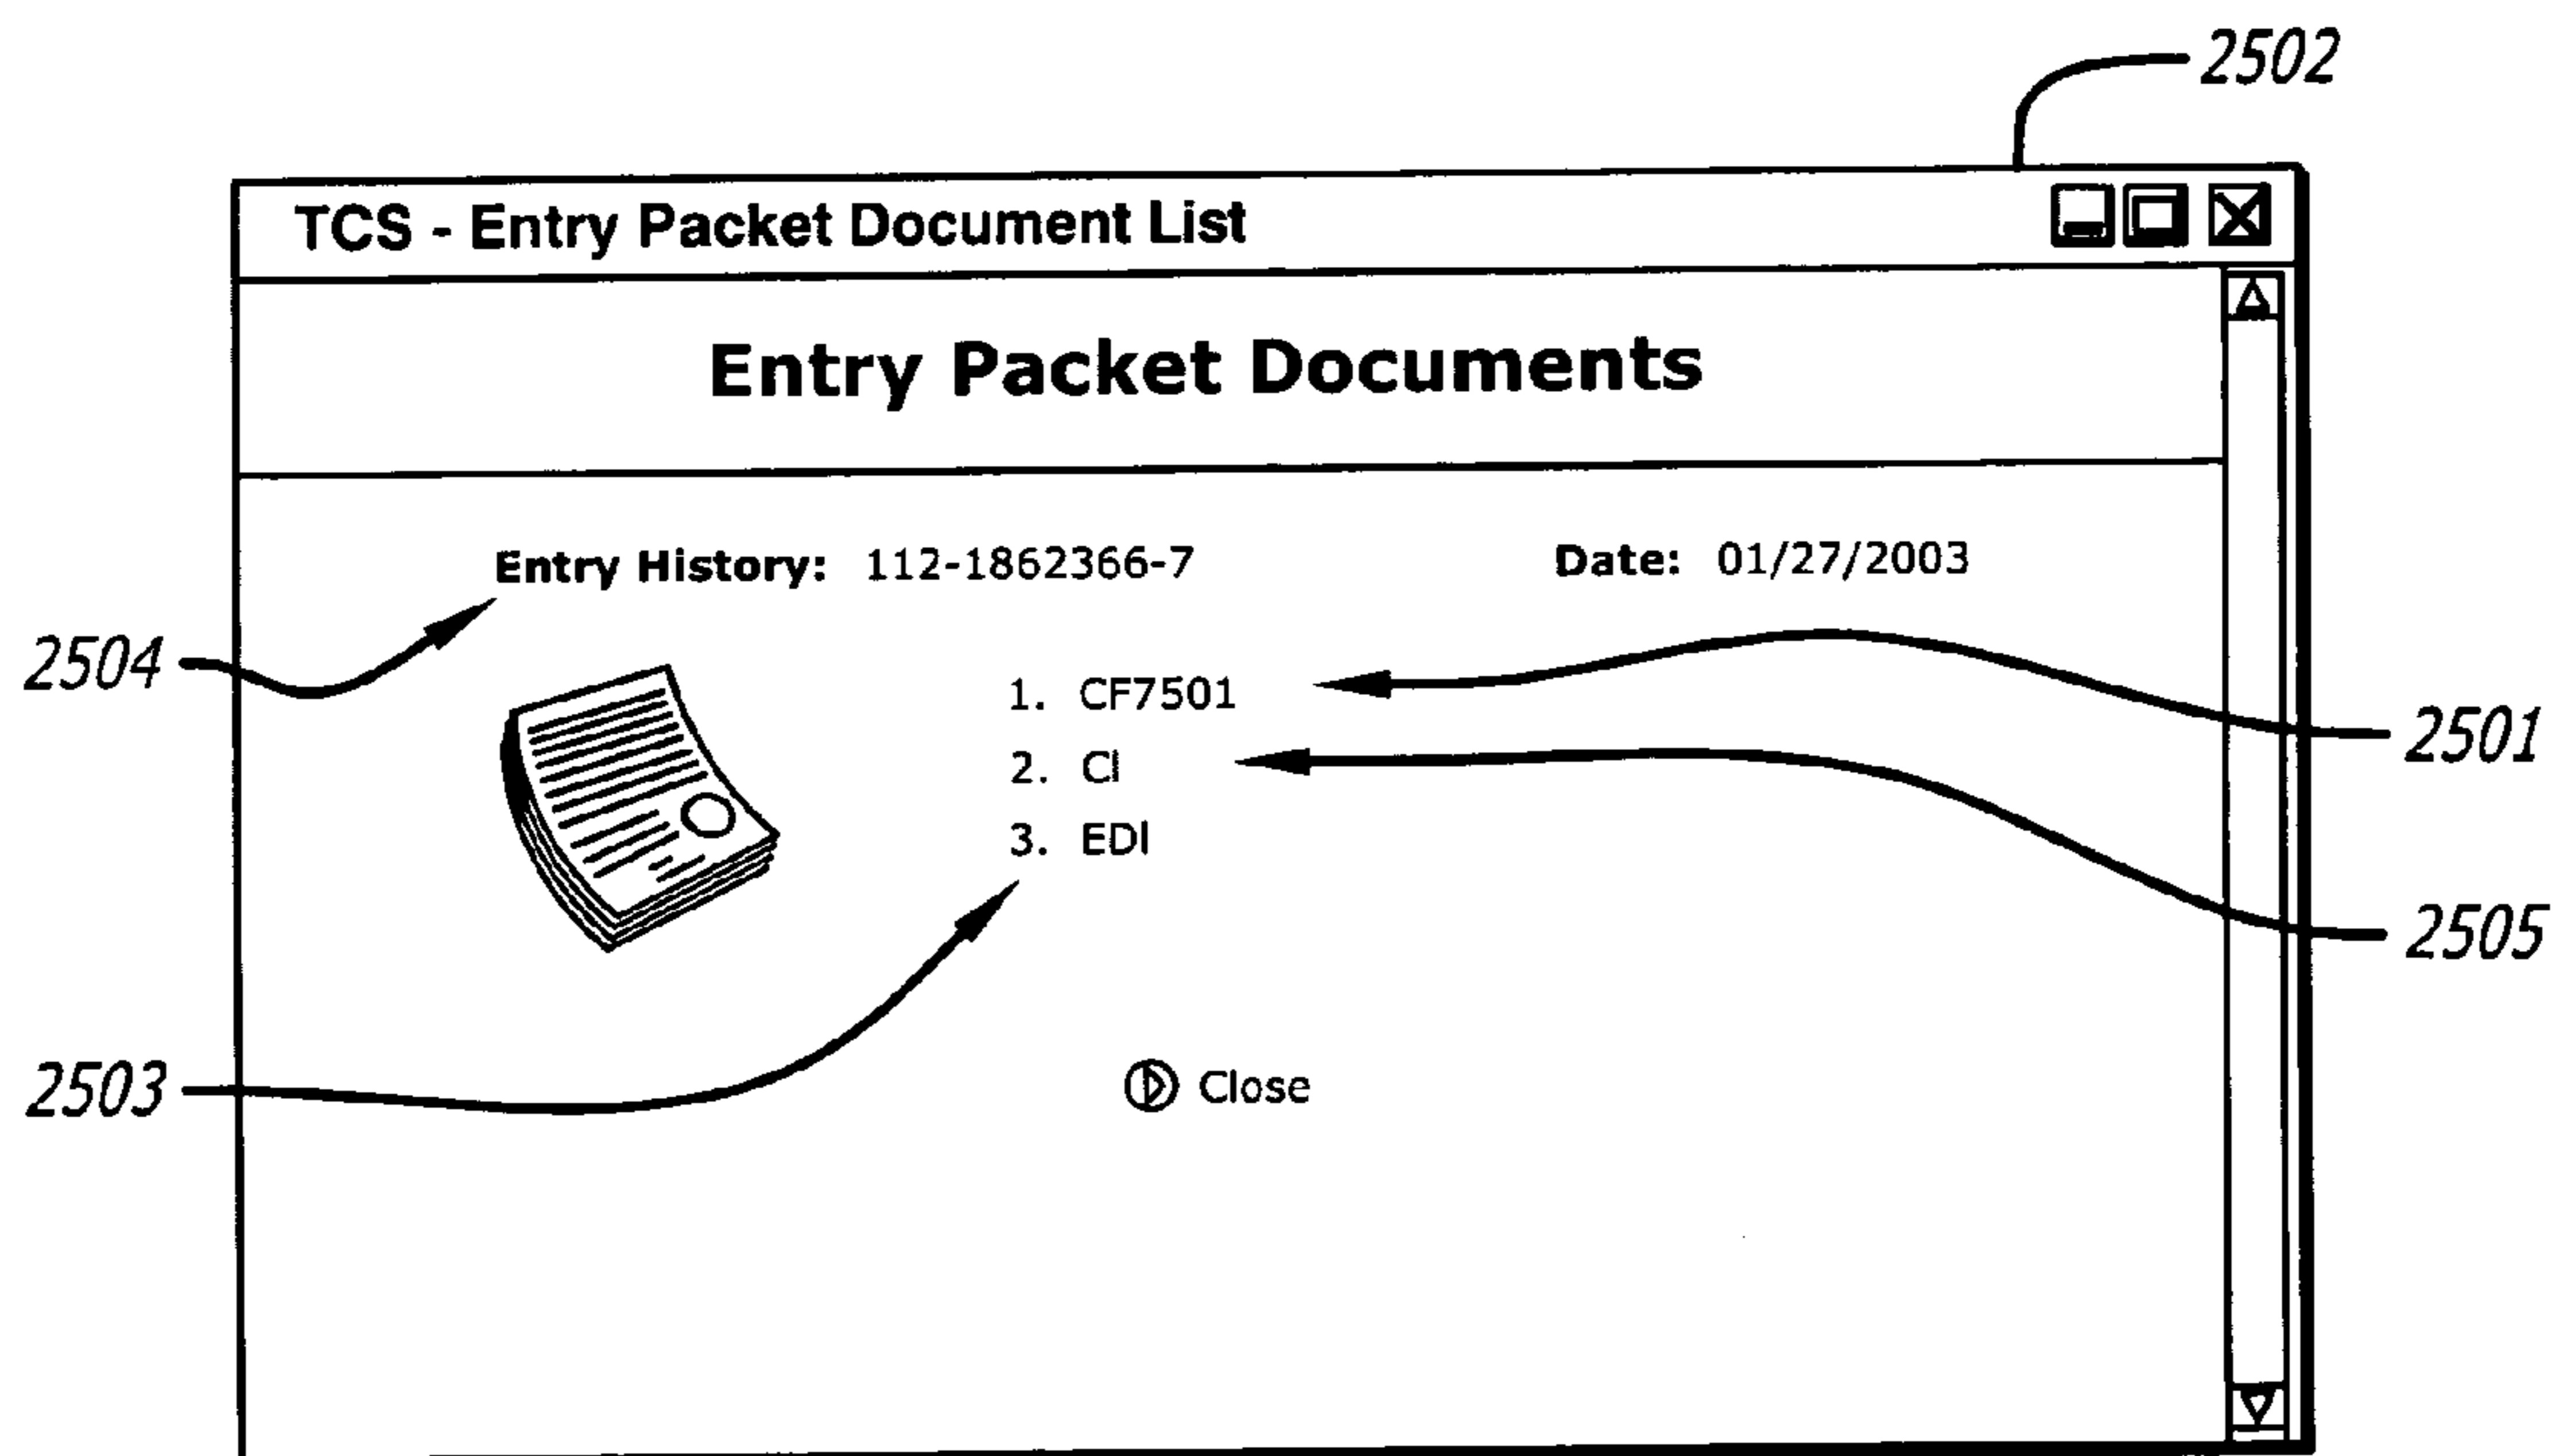 2502
TCS - Entry Packet Document List
Entry Packet Documents
Entry History: 112-1862366-7 Date: 01/27/2003
2504
1. CF7501
2501
2. CI
3. EDI
2505
2503
Close